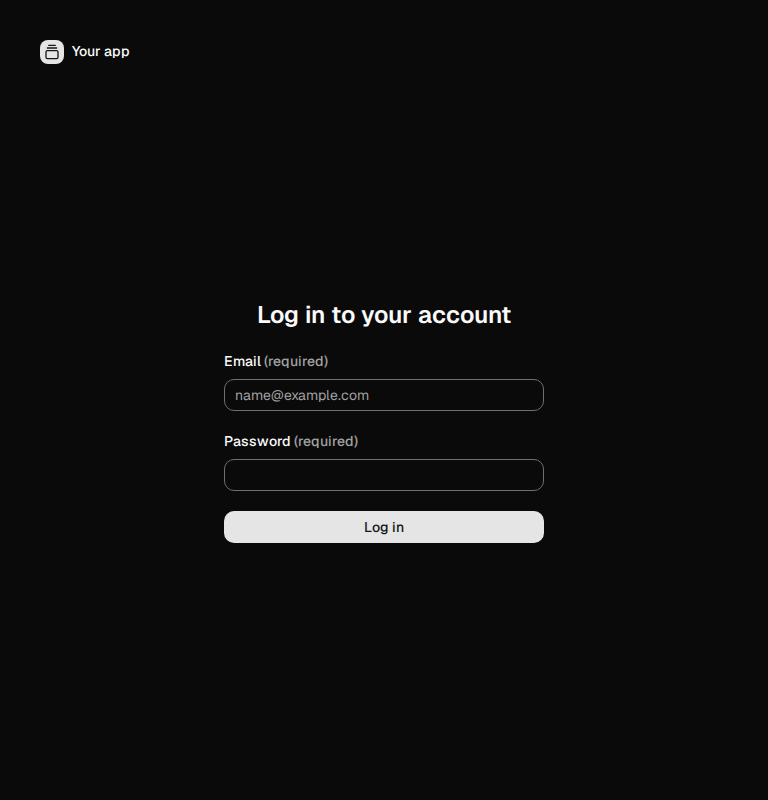 Your app
Log in to your account
Email (required)
name@example.com
Password (required)
Log in